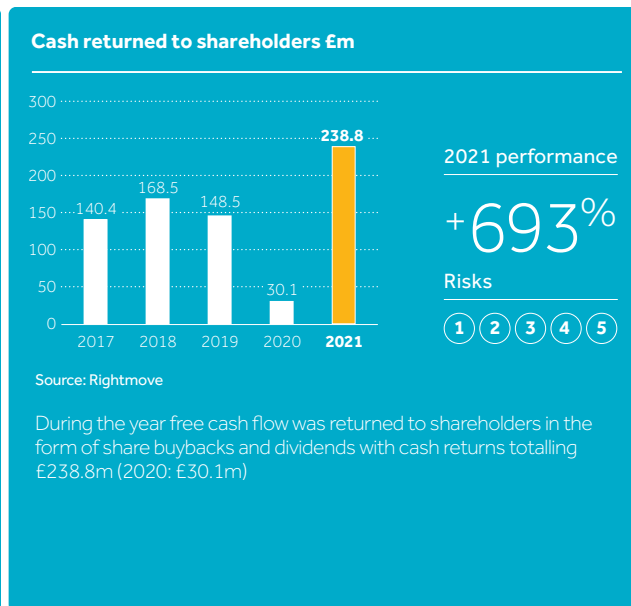 Cash returned to shareholders £m
300
250
200
150
100
50
0
140.4
168.5
148.5
30.1
238.8
2017
2018
2019
2020
2021
2021 performance
+693%
Risks
1 2 3 4 5
Source: Rightmove
During the year free cash flow was returned to shareholders in the
form of share buybacks and dividends with cash returns totalling
£238.8m (2020: £30.1m)